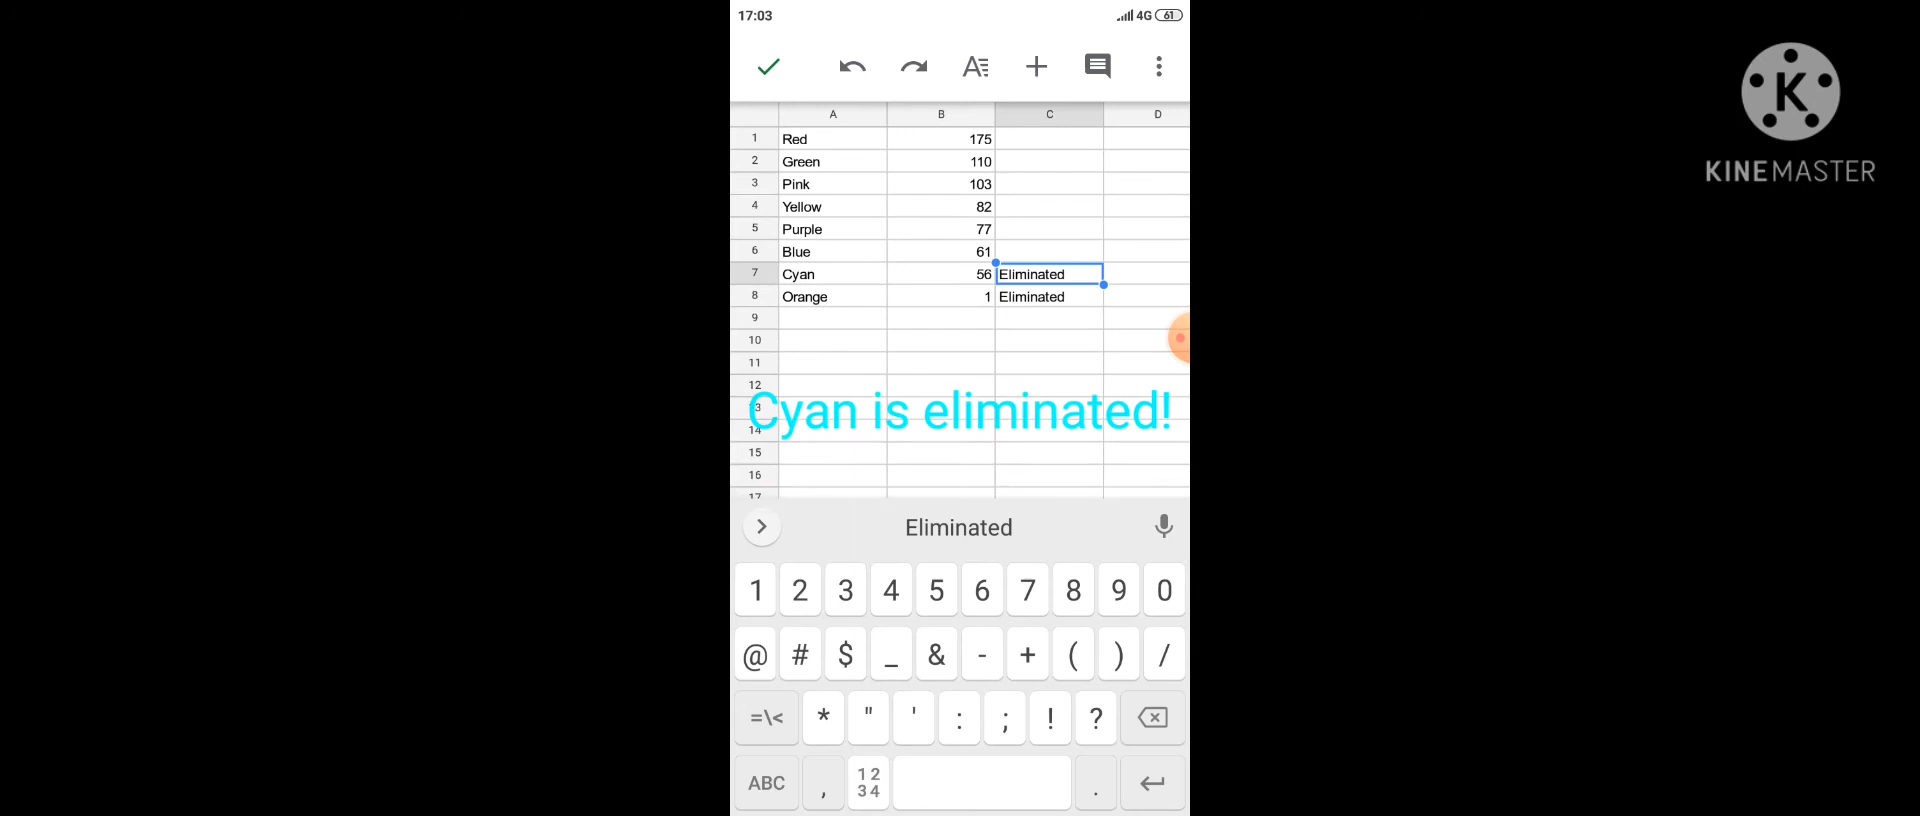 17:03 4G 61
A B C D
1 Red 175
2 Green 110
3 Pink 103
4 Yellow 82
5 Purple 77
6 Blue 61
7 Cyan 56 Eliminated
8 Orange 1 Eliminated
9
10
11
12
13
Cyan is eliminated!
14
15
16
17
Eliminated
1 2 3 4 5 6 7 8 9 0
@ # $ _ & - + ( ) /
=\< * " ' : ; ! ?
ABC , 12 34 .
K
KINEMASTER